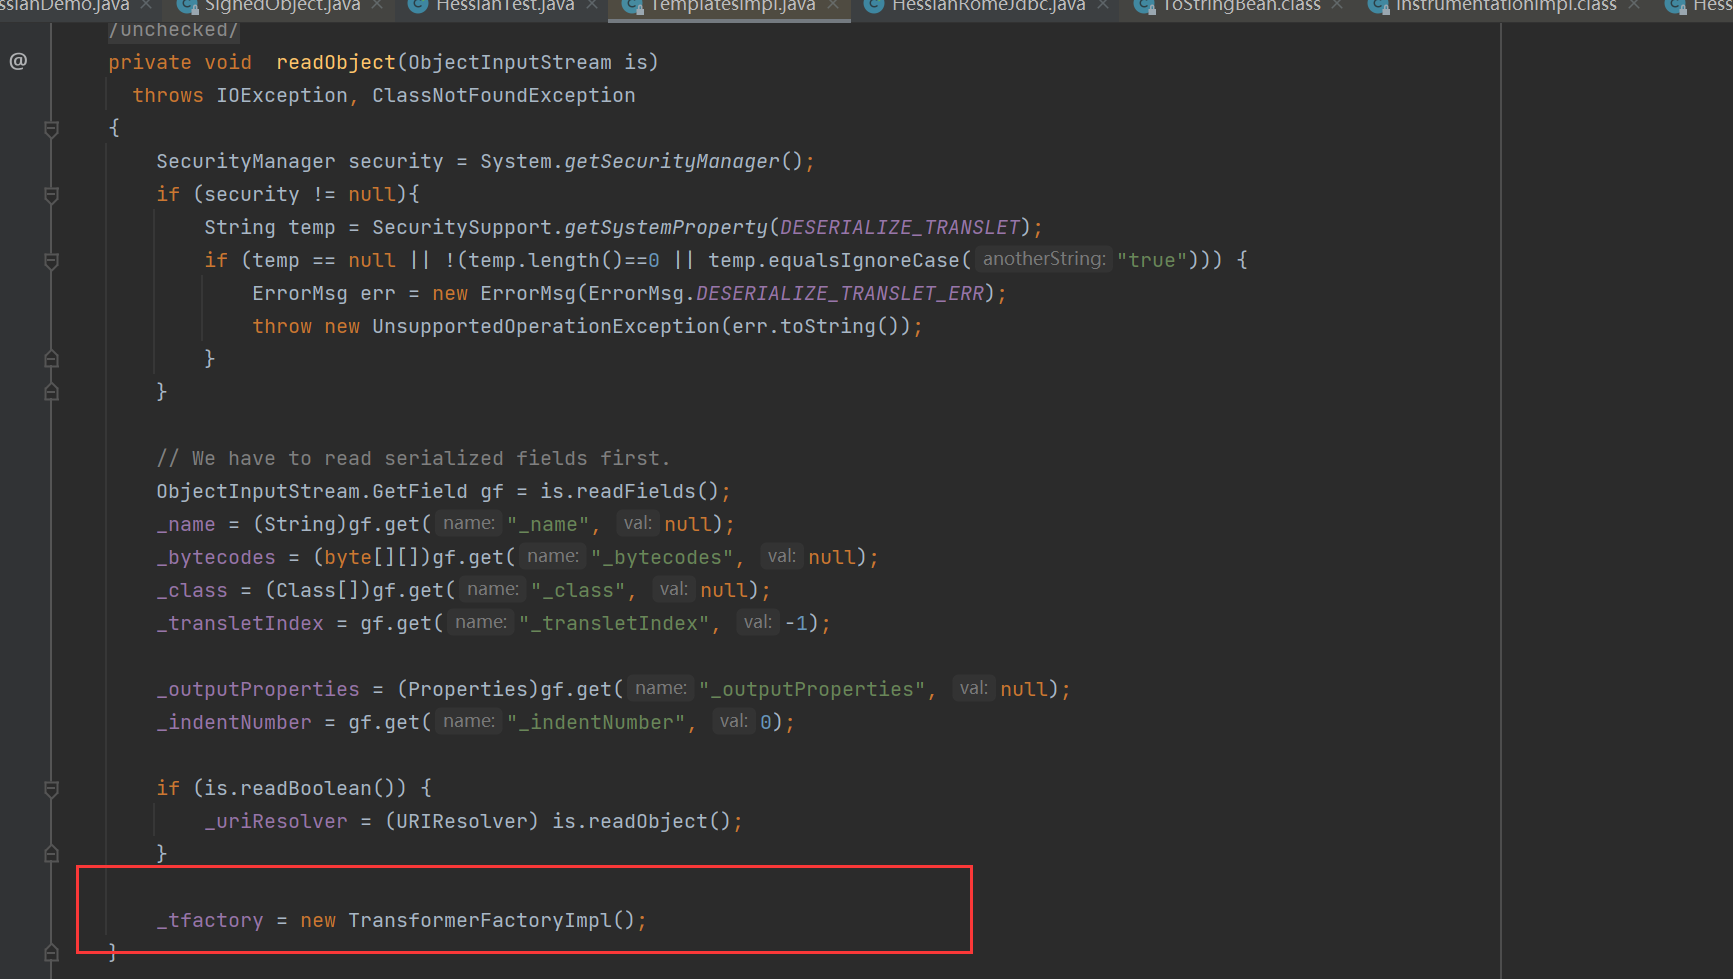 ssianDemo.java SignedObject.java HessianTest.java TemplatesImpl.java HessianRomeJdbc.java ToStringBean.class InstrumentationImpl.class Hess
/unchecked/
@ private void readObject(ObjectInputStream is)
throws IOException, ClassNotFoundException
{
SecurityManager security = System.getSecurityManager();
if (security != null){
String temp = SecuritySupport.getSystemProperty(DESERIALIZE_TRANSLET);
if (temp == null || !(temp.length()==0 || temp.equalsIgnoreCase( anotherString: "true"))) {
ErrorMsg err = new ErrorMsg(ErrorMsg.DESERIALIZE_TRANSLET_ERR);
throw new UnsupportedOperationException(err.toString());
}
}
// We have to read serialized fields first.
ObjectInputStream.GetField gf = is.readFields();
_name = (String)gf.get( name: "_name", val: null);
_bytecodes = (byte[][])gf.get( name: "_bytecodes", val: null);
_class = (Class[])gf.get( name: "_class", val: null);
_transletIndex = gf.get( name: "_transletIndex", val: -1);
_outputProperties = (Properties)gf.get( name: "_outputProperties", val: null);
_indentNumber = gf.get( name: "_indentNumber", val: 0);
if (is.readBoolean()) {
_uriResolver = (URIResolver) is.readObject();
}
_tfactory = new TransformerFactoryImpl();
}